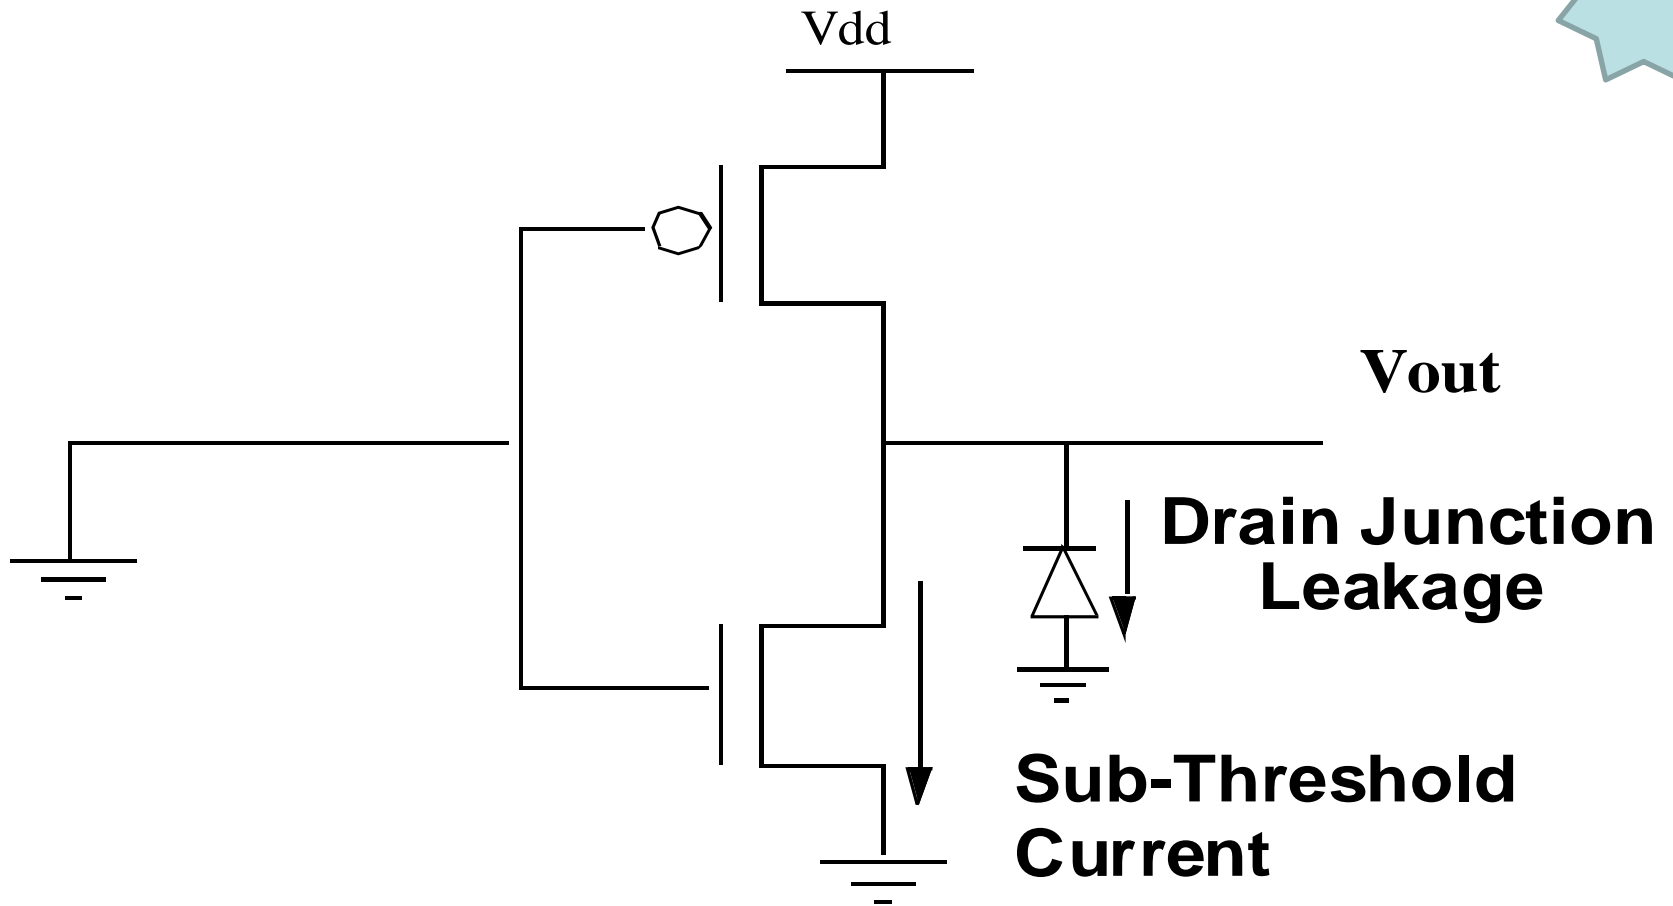 Vdd
Vout
Drain Junction
Leakage
Sub-Threshold
Current